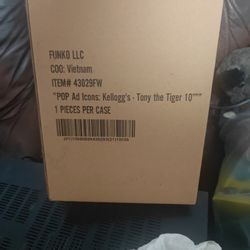 FUNKO LLC
COO: Vietnam
ITEM# 43029FW
"POP Ad Icons: Kellogg's - Tony the Tiger 10""
1 PIECES PER CASE